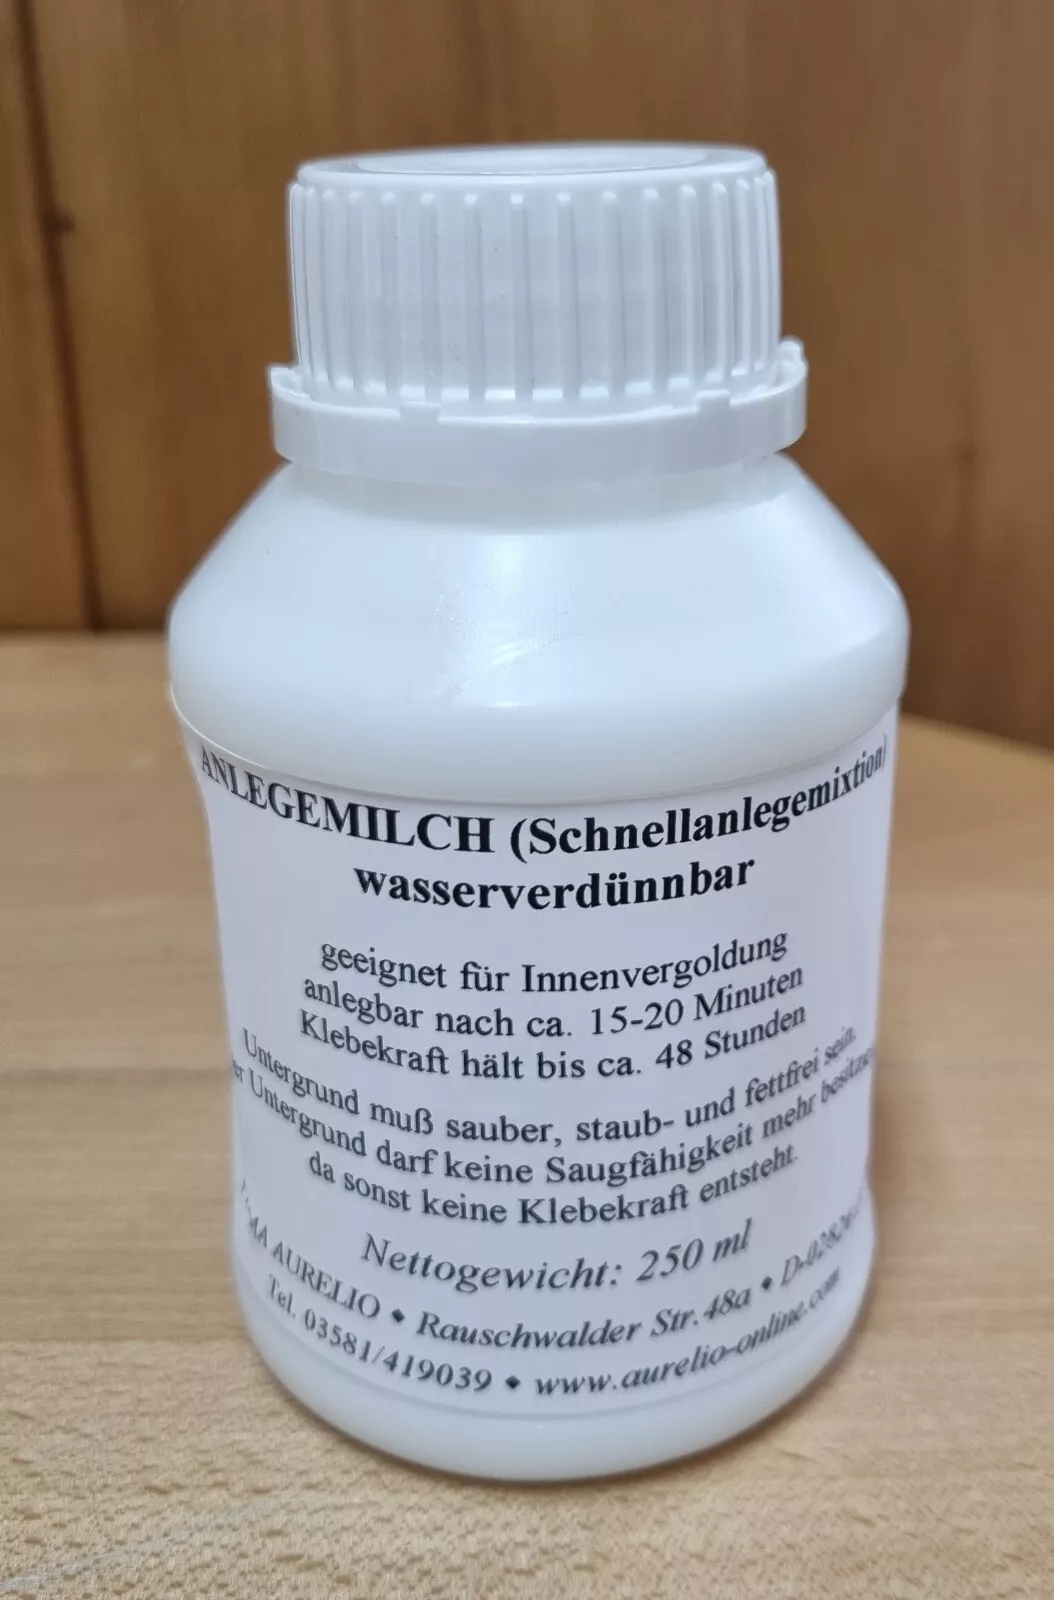 ANLEGEMILCH (Schnellanlegemixtion)
wasserverdünnbar
geeignet für Innenvergoldung
anlegbar nach ca. 15-20 Minuten
Klebekraft hält bis ca. 48 Stunden
Untergrund muß sauber, staub- und fettfrei sein.
Untergrund darf keine Saugfähigkeit mehr
da sonst keine Klebekraft entsteht.
Nettogewicht: 250 ml
AURELIO ♦ Rauschwalder Str. 48a ♦
Tel. 03581/419039 ♦ www.aurelio-online.com